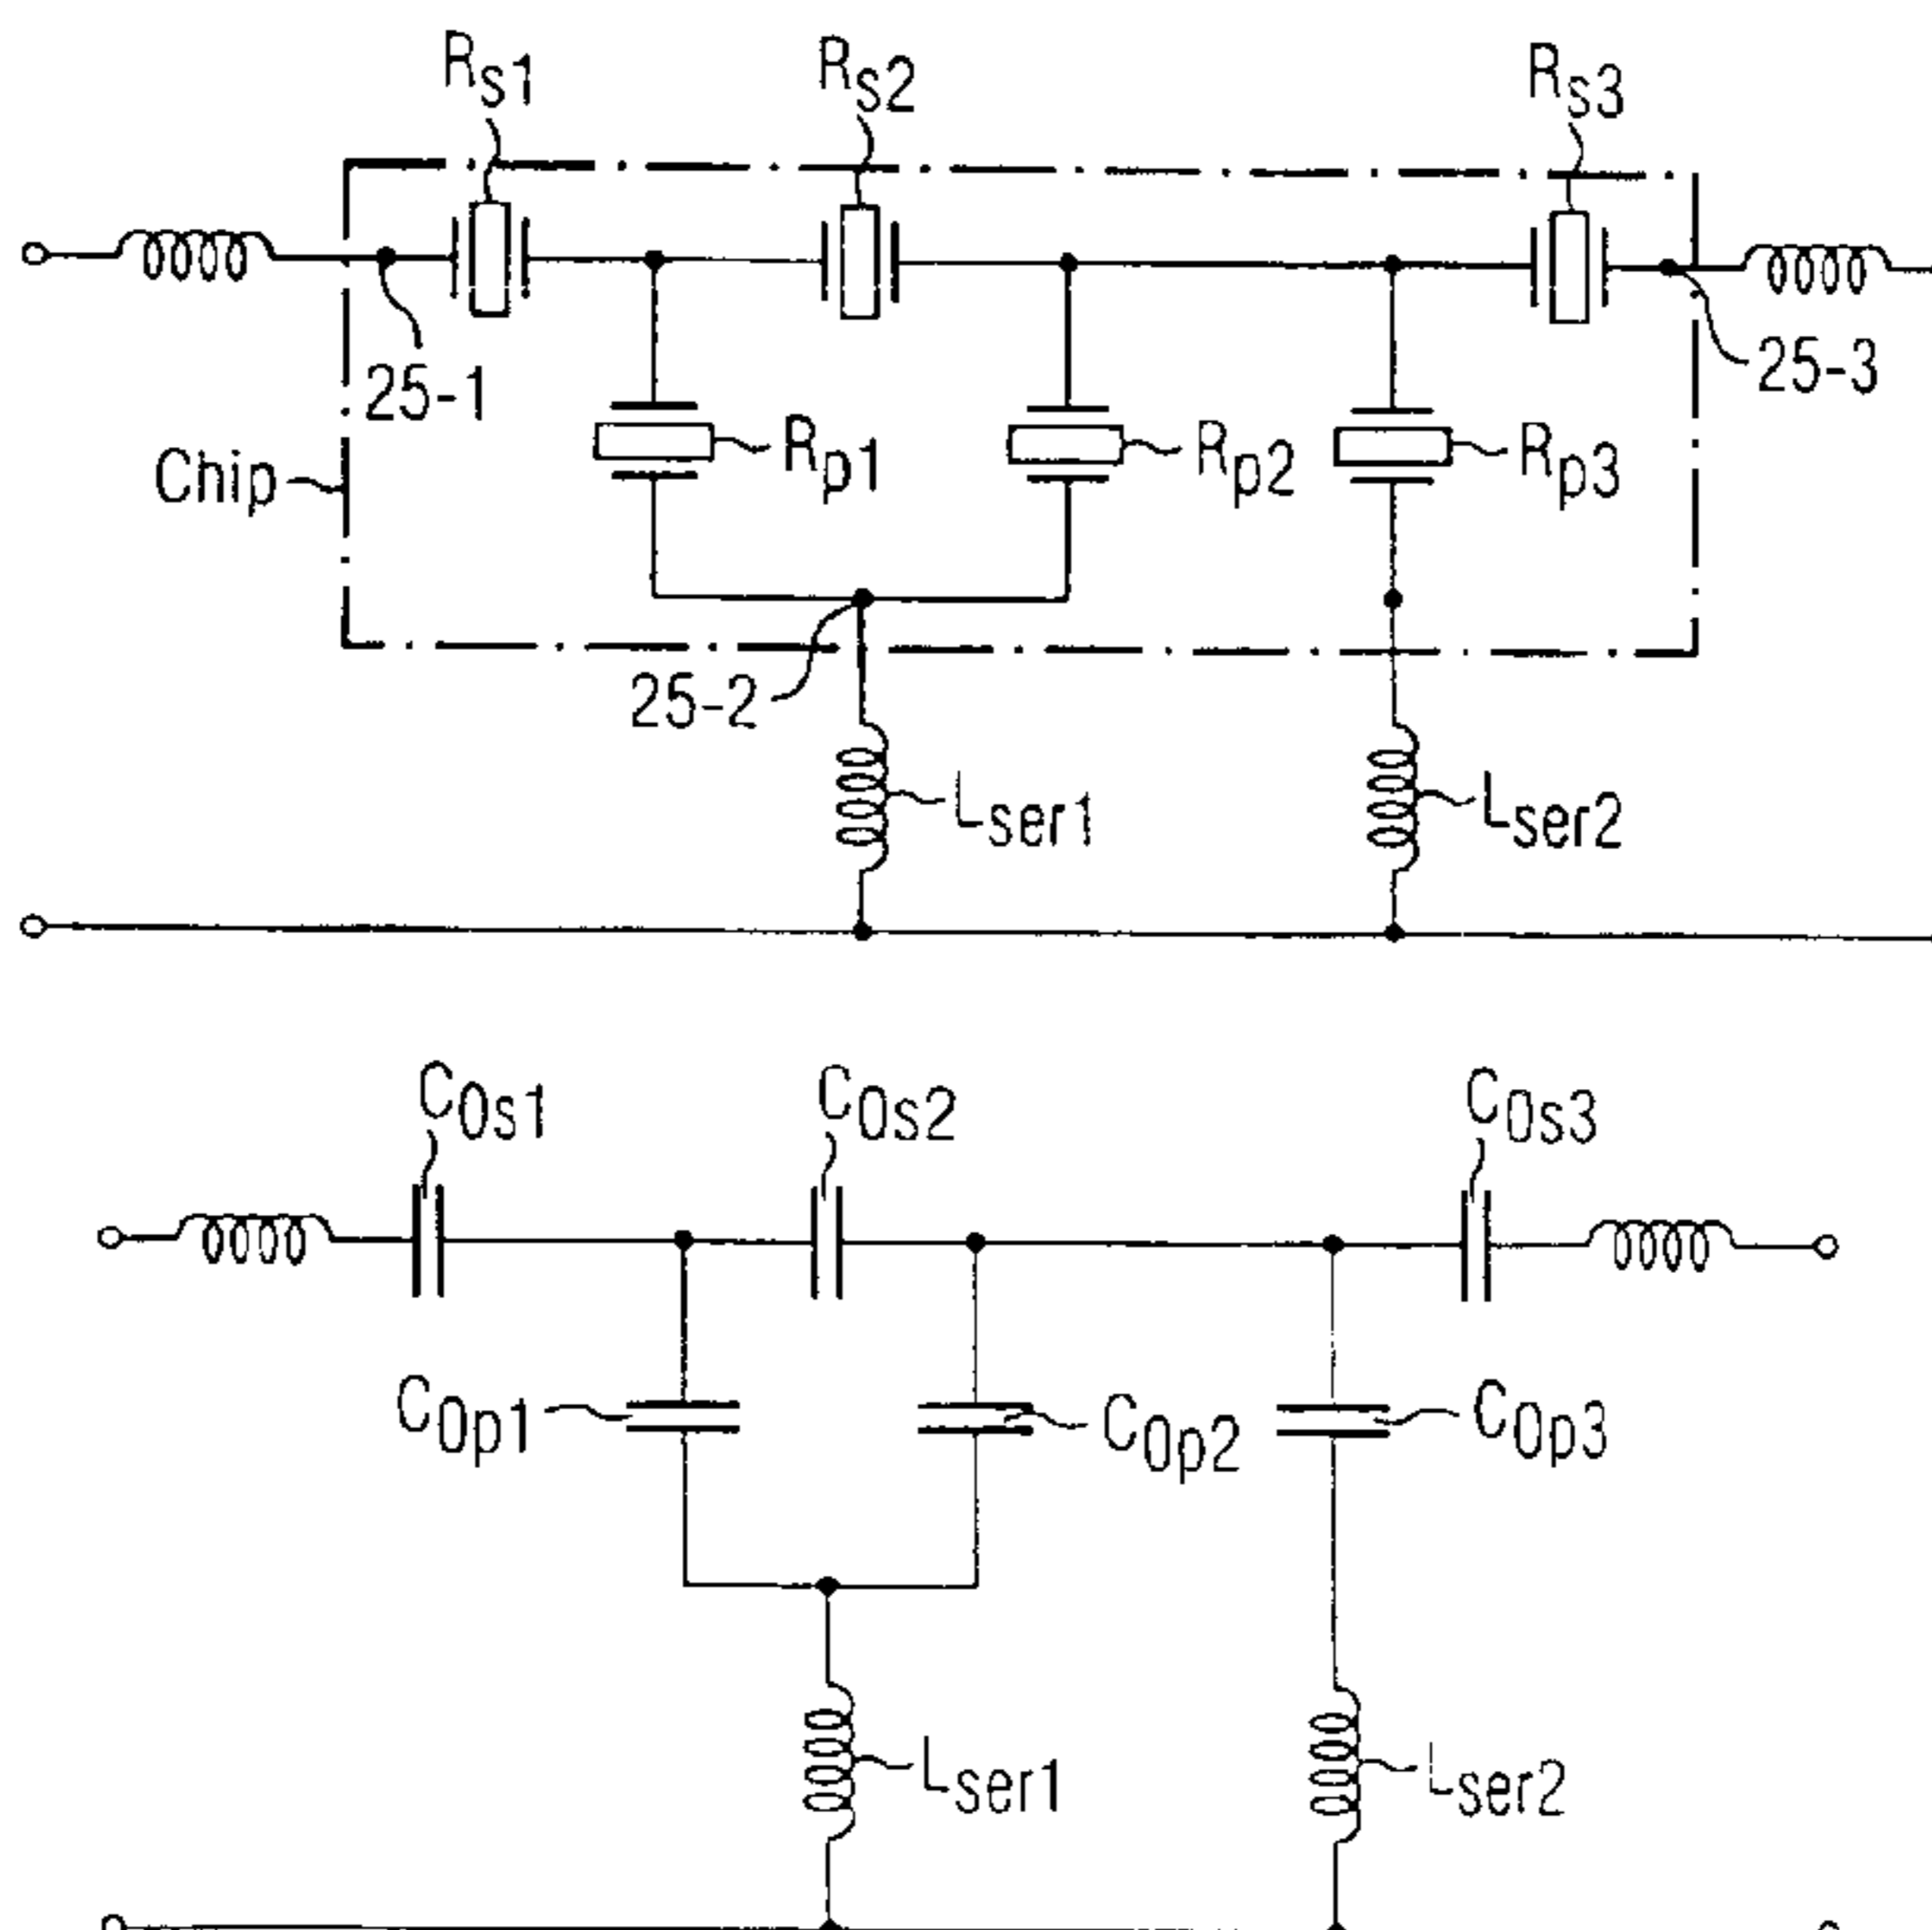 Rs1 Rs2 Rs3
25-1 25-3
Chip Rp1 Rp2 Rp3
25-2
Lser1 Lser2
C0s1 C0s2 C0s3
C0p1 C0p2 C0p3
Lser1 Lser2